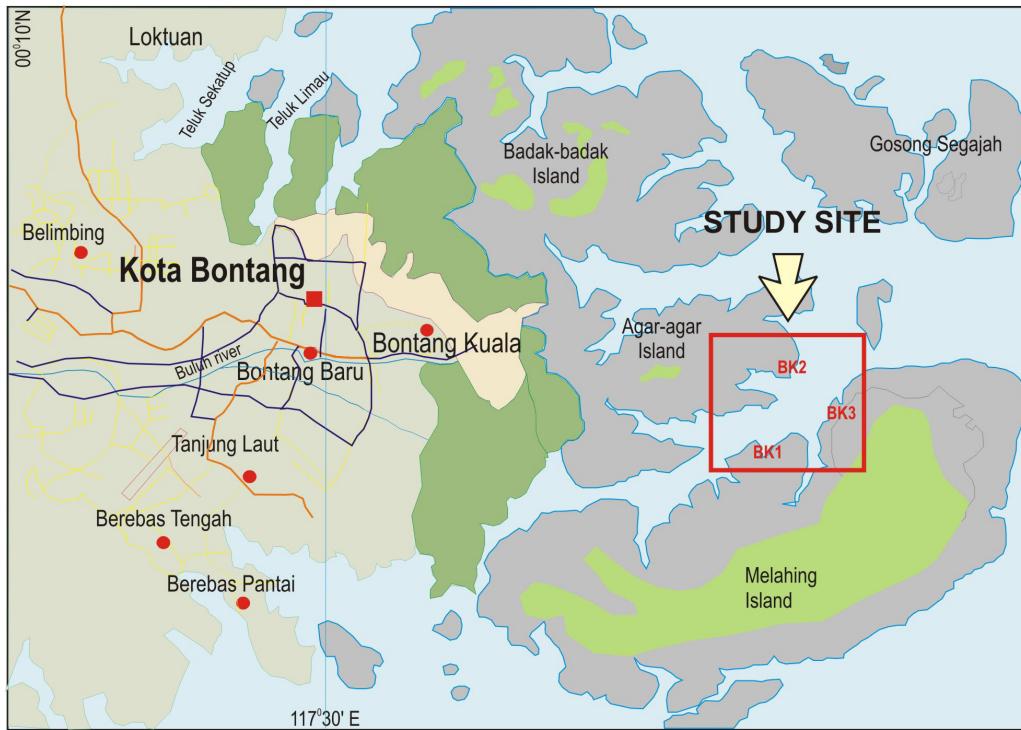 00°10'N
Loktuan
Teluk Sekatup
Teluk Limau
Badak-badak
Island
Gosong Segajah
STUDY SITE
Belimbing
Kota Bontang
Bontang Kuala
Agar-agar
Island
Buluh river
Bontang Baru
BK2
BK3
BK1
Tanjung Laut
Berebas Tengah
Berebas Pantai
Melahing
Island
117°30' E